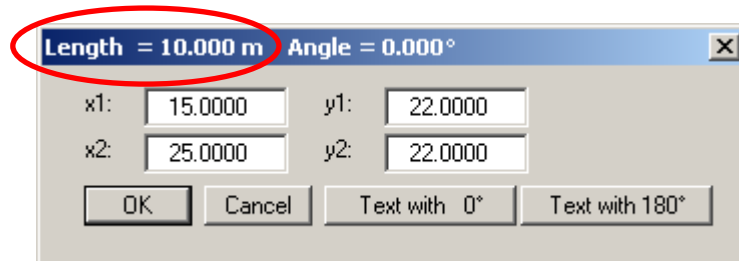 Length = 10.000 m Angle = 0.000°
x1: 15.0000 y1: 22.0000
x2: 25.0000 y2: 22.0000
OK Cancel Text with 0° Text with 180°